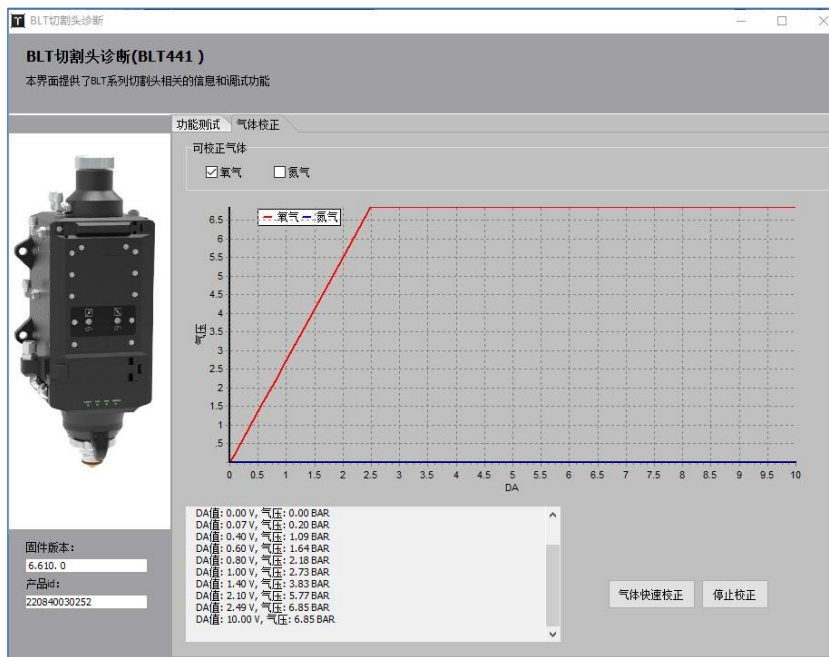 BLT切割头诊断
BLT切割头诊断(BLT441 )
本界面提供了BLT系列切割头相关的信息和调试功能
功能测试 气体校正
可校正气体
氧气 氮气
氧气 氮气
6.5
6
5.5
5
4.5
4
3.5
3
2.5
2
1.5
1
.5
气压
0 0.5 1 1.5 2 2.5 3 3.5 4 4.5 5 5.5 6 6.5 7 7.5 8 8.5 9 9.5 10
DA
DA值: 0.00 V, 气压: 0.00 BAR
DA值: 0.07 V, 气压: 0.20 BAR
DA值: 0.40 V, 气压: 1.09 BAR
DA值: 0.60 V, 气压: 1.64 BAR
DA值: 0.80 V, 气压: 2.18 BAR
DA值: 1.00 V, 气压: 2.73 BAR
DA值: 1.40 V, 气压: 3.83 BAR
DA值: 2.10 V, 气压: 5.77 BAR
DA值: 2.49 V, 气压: 6.85 BAR
DA值: 10.00 V, 气压: 6.85 BAR
固件版本：
6.610. 0
产品id：
220840030252
气体快速校正 停止校正